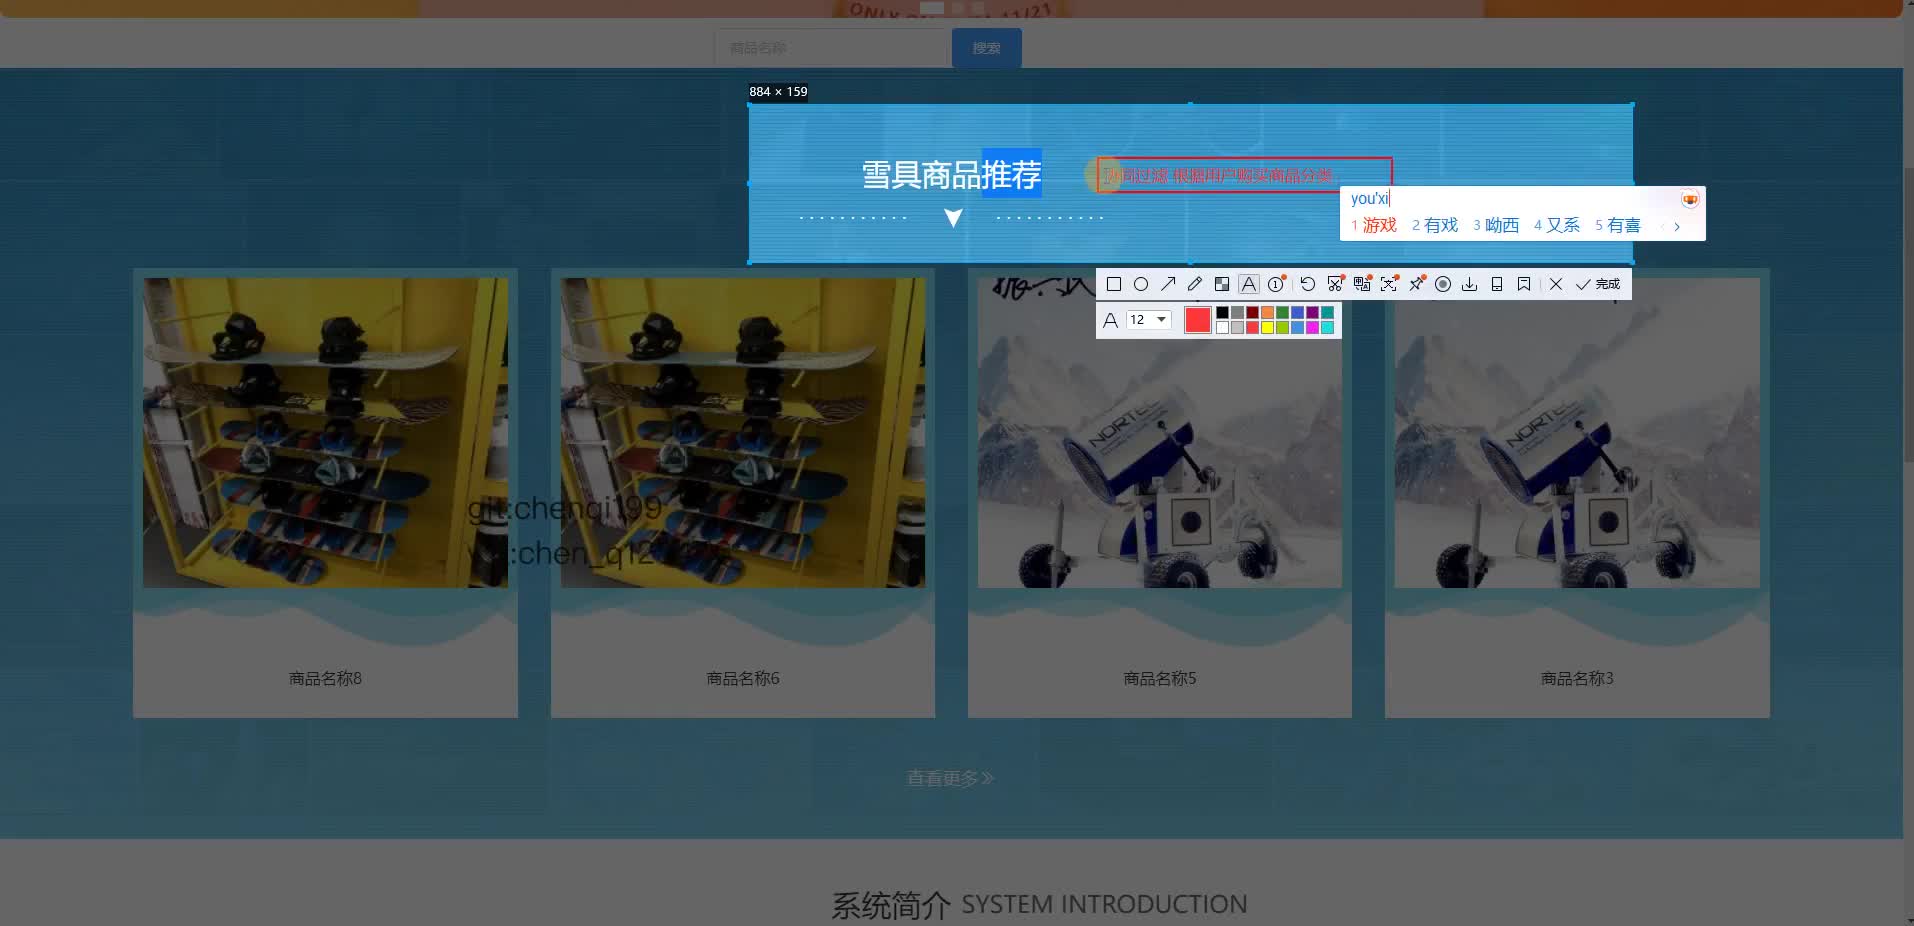 商品名称
搜索
884 × 159
雪具商品推荐
协同过滤 根据用户购买商品分类
you'xi
1 游戏 2 有戏 3 呦西 4 又系 5 有喜
完成
A 12
NORTEC
NORTEC
git:chenqi199
商品名称8
商品名称6
商品名称5
商品名称3
查看更多
系统简介 SYSTEM INTRODUCTION